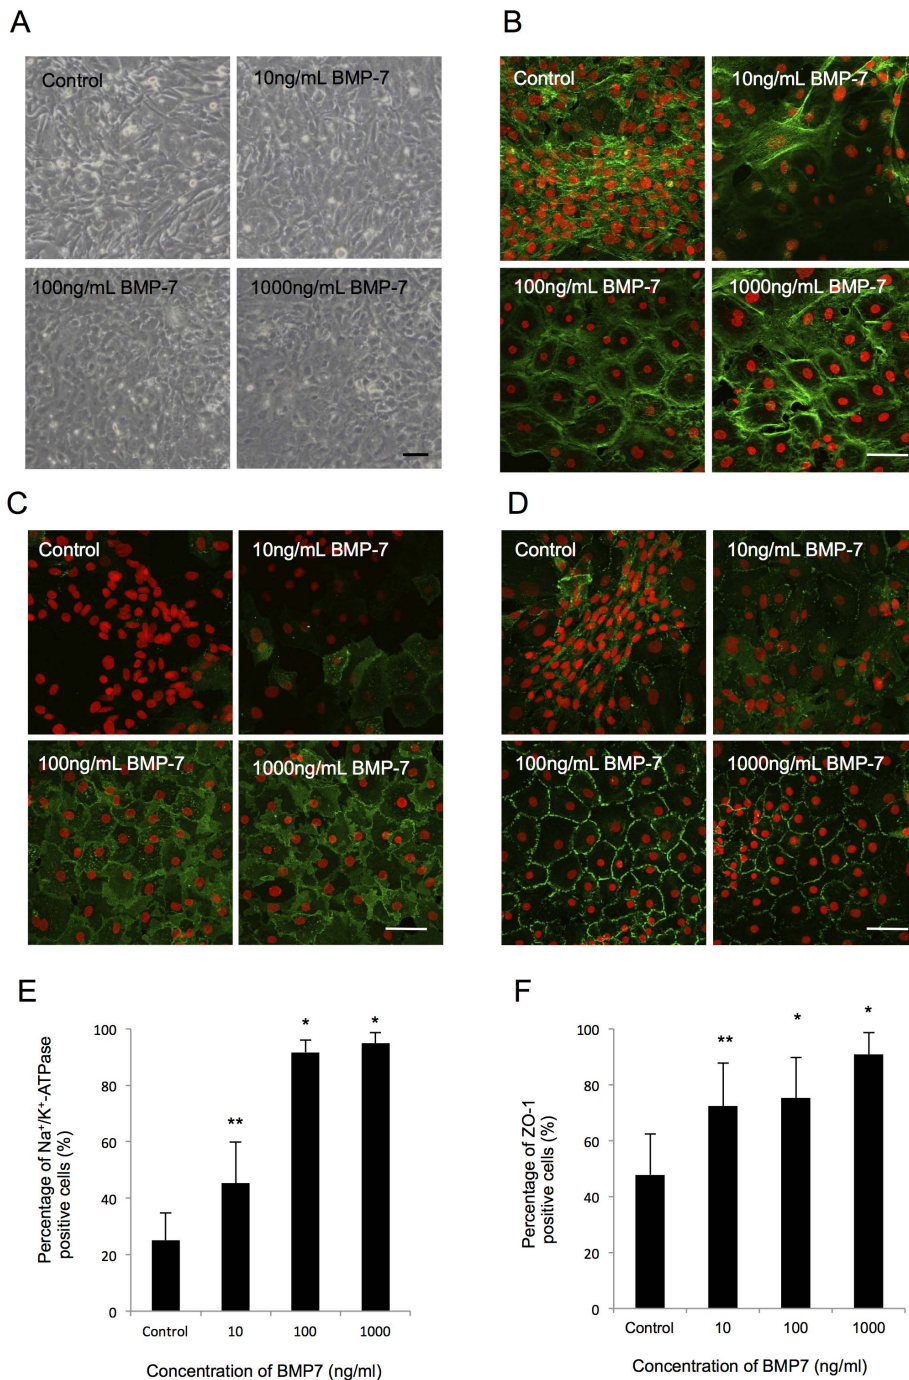 A
Control
10ng/mL BMP-7
100ng/mL BMP-7
1000ng/mL BMP-7
B
Control
10ng/mL BMP-7
100ng/mL BMP-7
1000ng/mL BMP-7
C
Control
10ng/mL BMP-7
100ng/mL BMP-7
1000ng/mL BMP-7
D
Control
10ng/mL BMP-7
100ng/mL BMP-7
1000ng/mL BMP-7
E
Percentage of Na⁺/K⁺-ATPase
positive cells (%)
100
80
60
40
20
0
**
*
*
Control
10
100
1000
Concentration of BMP7 (ng/ml)
F
Percentage of ZO-1
positive cells (%)
100
80
60
40
20
0
**
*
*
Control
10
100
1000
Concentration of BMP7 (ng/ml)